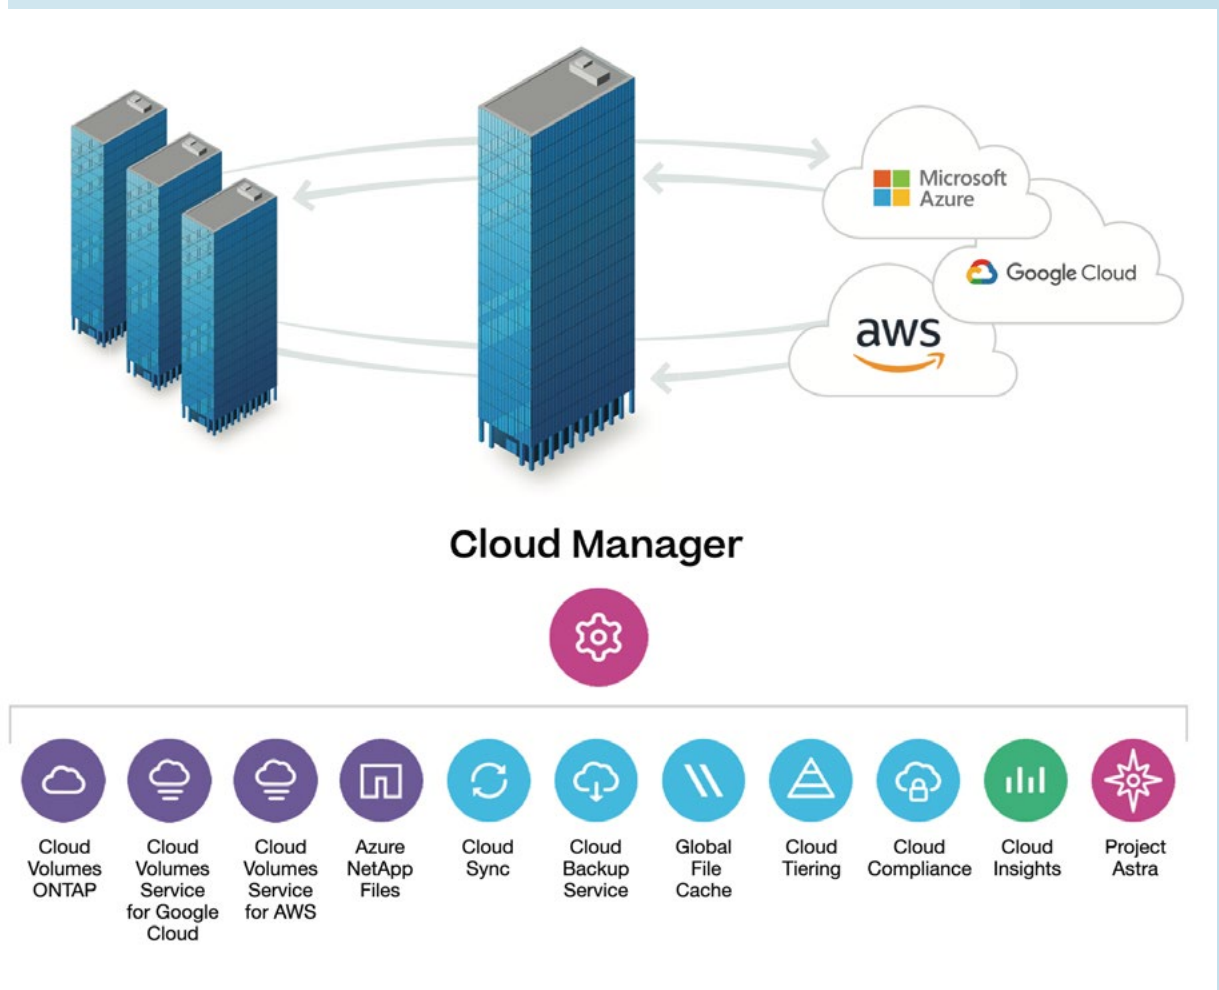 Microsoft
Azure
Google Cloud
aws
Cloud Manager
Cloud
Volumes
ONTAP
Cloud
Volumes
Service
for Google
Cloud
Cloud
Volumes
Service
for AWS
Azure
NetApp
Files
Cloud
Sync
Cloud
Backup
Service
Global
File
Cache
Cloud
Tiering
Cloud
Compliance
Cloud
Insights
Project
Astra